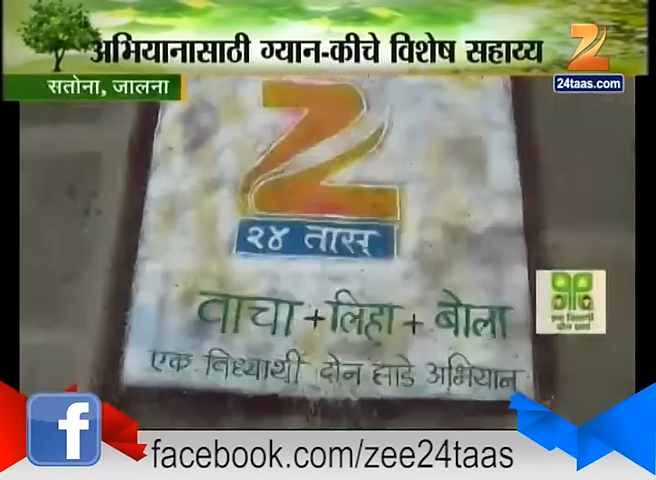 अभियानासाठी ग्यान-कीचे विशेष सहाय्य
24taas.com
सतोना, जालना
२४ तास
वाचा + लिहा + बोला
एक विध्यार्थी दोन झाडे अभियान
facebook.com/zee24taas